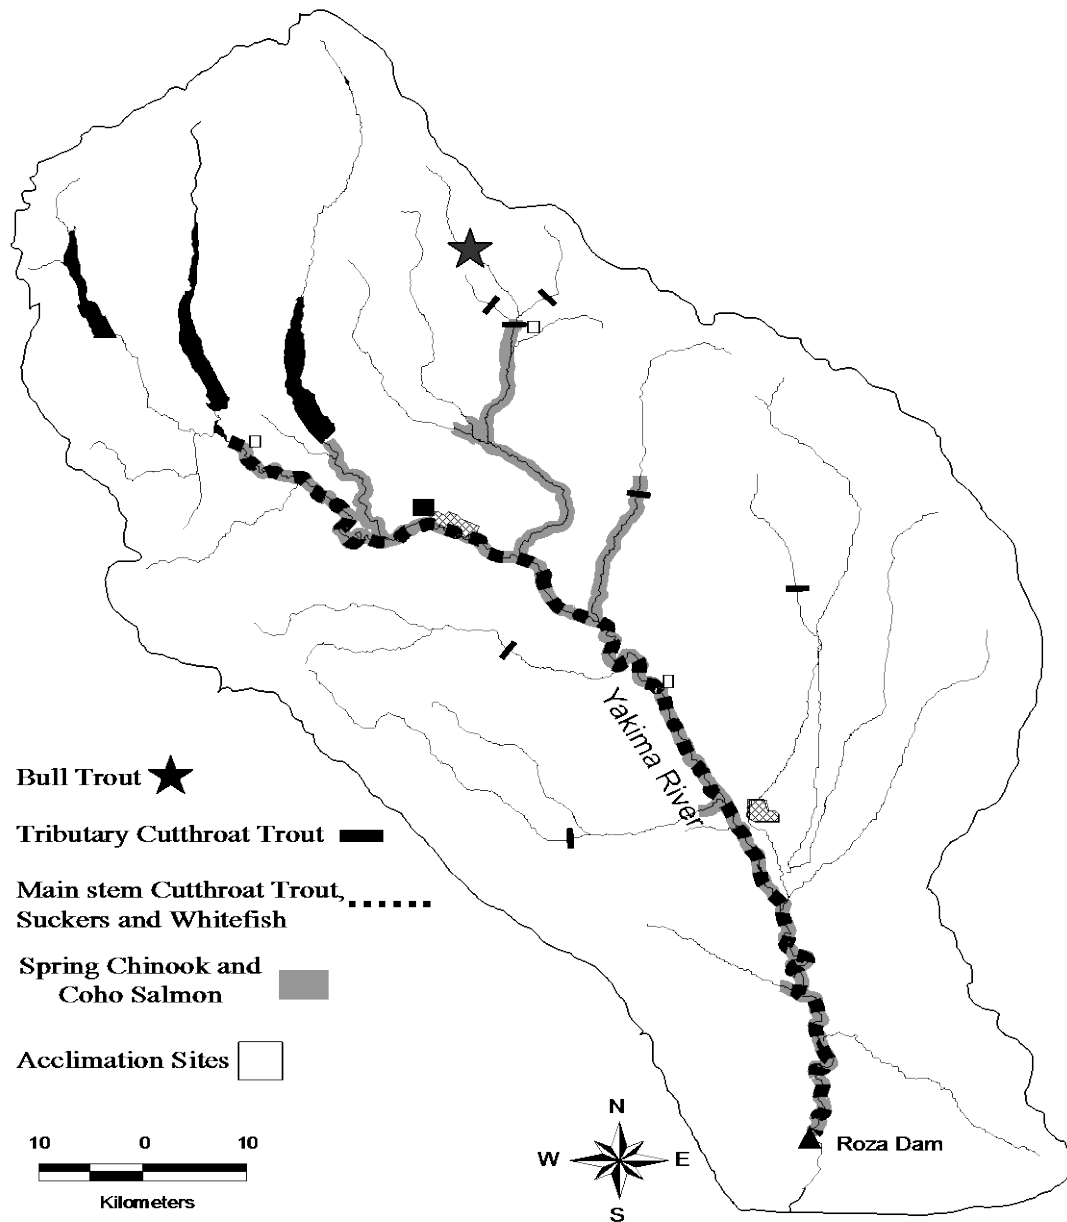 Yakima River
Bull Trout
Tributary Cutthroat Trout
Main stem Cutthroat Trout,
Suckers and Whitefish
Spring Chinook and
Coho Salmon
Acclimation Sites
10 0 10
Kilometers
N
W E
S
Roza Dam